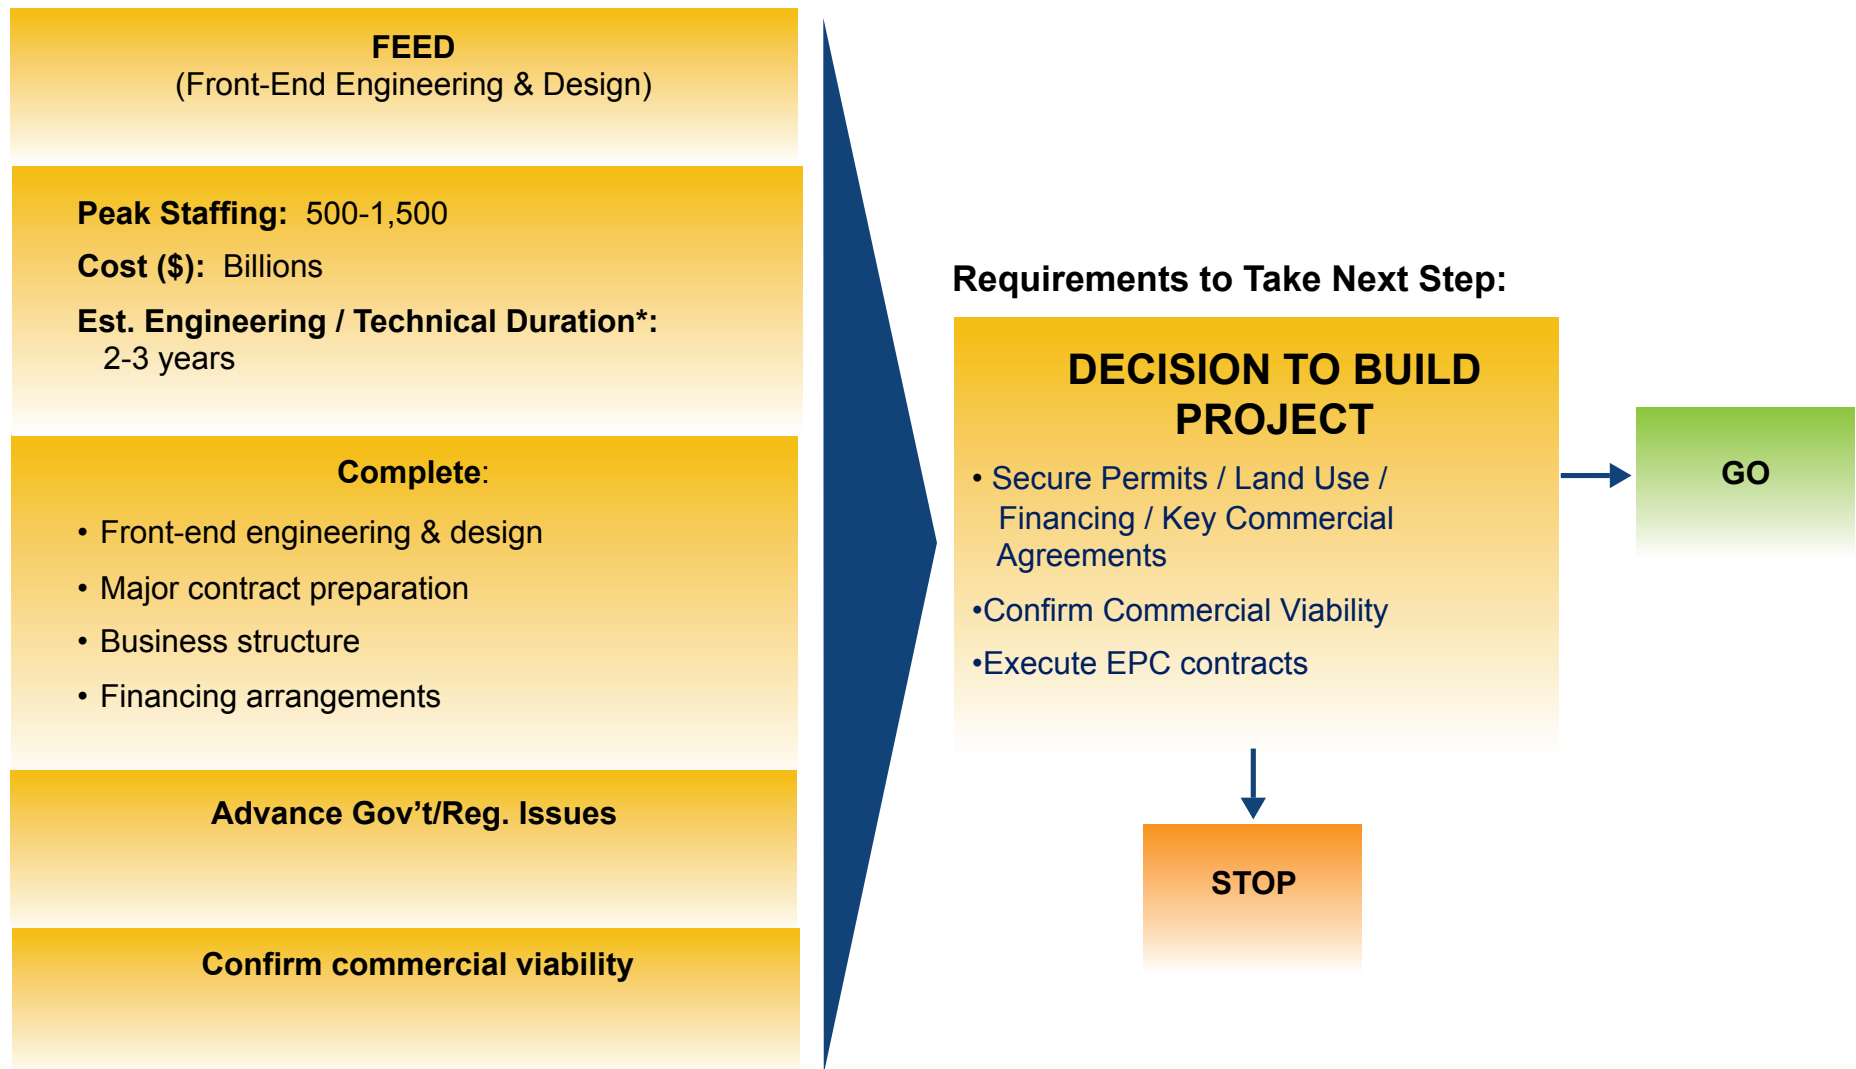 FEED
(Front-End Engineering & Design)
Peak Staffing: 500-1,500
Cost ($): Billions
Est. Engineering / Technical Duration*:
2-3 years
Complete:
• Front-end engineering & design
• Major contract preparation
• Business structure
• Financing arrangements
Advance Gov’t/Reg. Issues
Confirm commercial viability
Requirements to Take Next Step:
DECISION TO BUILD
PROJECT
• Secure Permits / Land Use /
Financing / Key Commercial
Agreements
•Confirm Commercial Viability
•Execute EPC contracts
GO
STOP